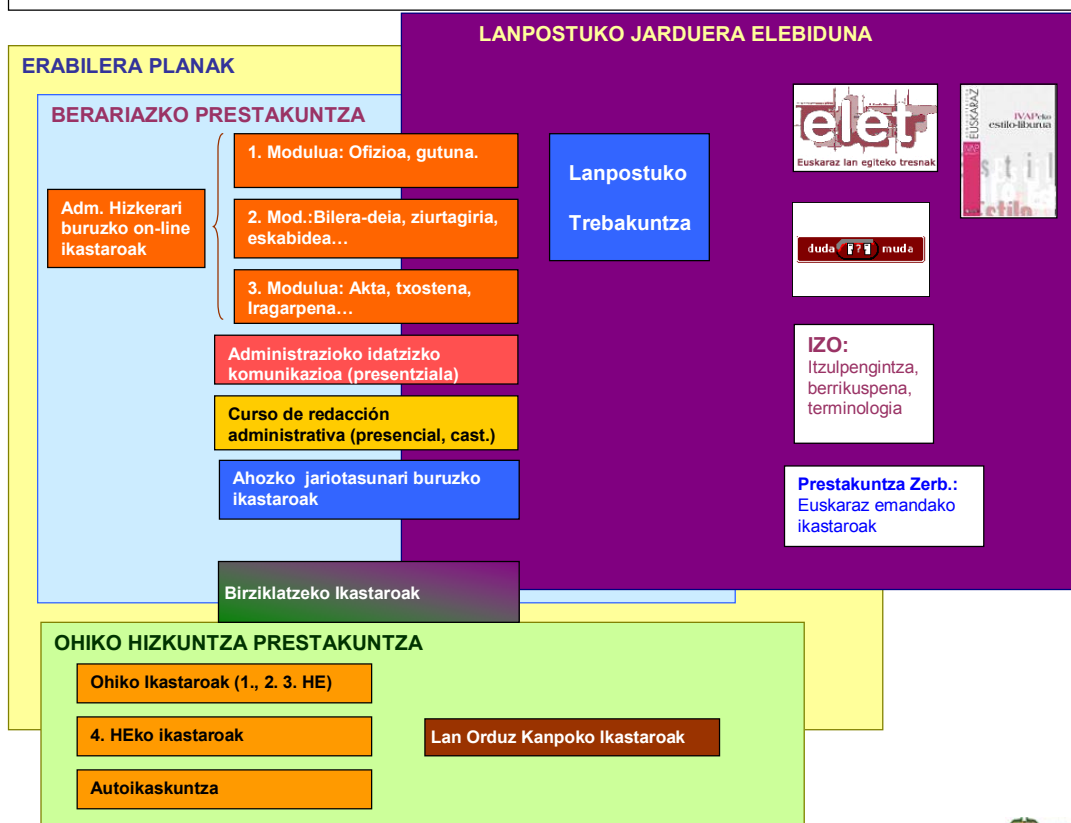 LANPOSTUKO JARDUERA ELEBIDUNA
ERABILERA PLANAK
BERARIAZKO PRESTAKUNTZA
Adm. Hizkerari
buruzko on-line
ikastaroak
1. Modulua: Ofizioa, gutuna.
2. Mod.:Bilera-deia, ziurtagiria,
eskabidea…
3. Modulua: Akta, txostena,
Iragarpena…
Administrazioko idatzizko
komunikazioa (presentziala)
Curso de redacción
administrativa (presencial, cast.)
Ahozko jariotasunari buruzko
ikastaroak
Birziklatzeko Ikastaroak
Lanpostuko
Trebakuntza
elet
Euskaraz lan egiteko tresnak
EUSKARAZ
IVAPeko
estilo-liburua
IVAP
stil
Estilo
duda ? muda
IZO:
Itzulpengintza,
berrikuspena,
terminologia
Prestakuntza Zerb.:
Euskaraz emandako
ikastaroak
OHIKO HIZKUNTZA PRESTAKUNTZA
Ohiko Ikastaroak (1., 2. 3. HE)
4. HEko ikastaroak
Autoikaskuntza
Lan Orduz Kanpoko Ikastaroak